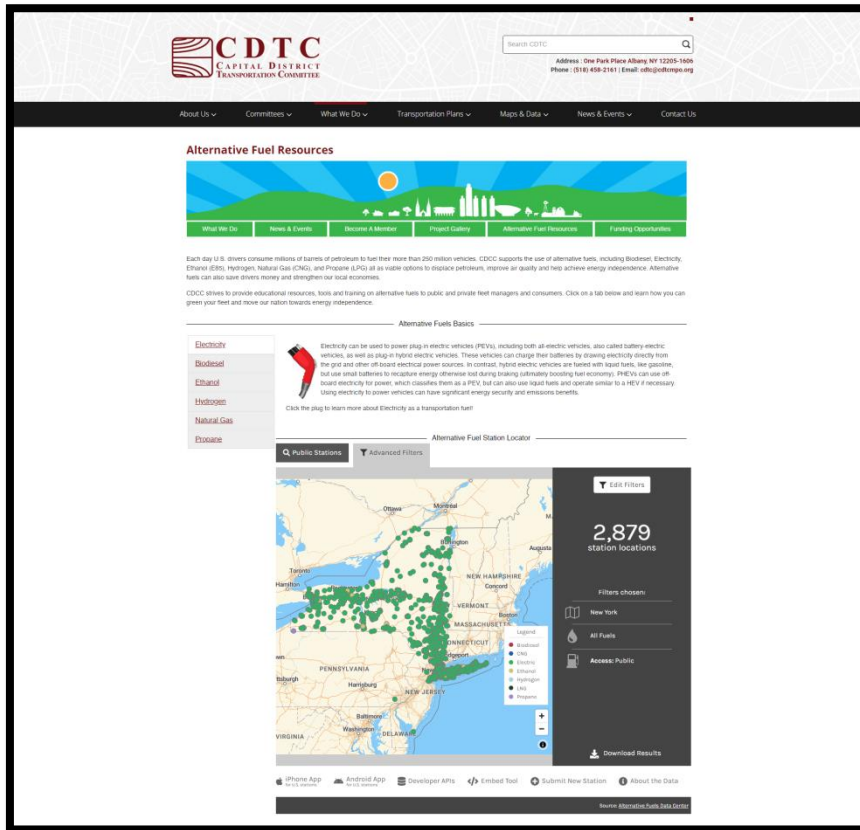 CDTC
CAPITAL DISTRICT
TRANSPORTATION COMMITTEE
Search CDTC
Address : One Park Place Albany, NY 12205-1606
Phone : (518) 458-2161 | Email: cdtc@cdtcmpo.org
About Us Committees What We Do Transportation Plans Maps & Data News & Events Contact Us
Alternative Fuel Resources
What We Do News & Events Become A Member Project Gallery Alternative Fuel Resources Funding Opportunities
Each day U.S. drivers consume millions of barrels of petroleum to fuel their more than 250 million vehicles. CDCC supports the use of alternative fuels, including Biodiesel, Electricity,
Ethanol (E85), Hydrogen, Natural Gas (CNG), and Propane (LPG) all as viable options to displace petroleum, improve air quality and help achieve energy independence. Alternative
fuels can also save drivers money and strengthen our local economies.
CDCC strives to provide educational resources, tools and training on alternative fuels to public and private fleet managers and consumers. Click on a tab below and learn how you can
green your fleet and move our nation towards energy independence.
Alternative Fuels Basics
Electricity
Biodiesel
Ethanol
Hydrogen
Natural Gas
Propane
Electricity can be used to power plug-in electric vehicles (PEVs), including both all-electric vehicles, also called battery-electric
vehicles, as well as plug-in hybrid electric vehicles. These vehicles can charge their batteries by drawing electricity directly from
the grid and other off-board electrical power sources. In contrast, hybrid electric vehicles are fueled with liquid fuels, like gasoline,
but use small batteries to recapture energy otherwise lost during braking (ultimately boosting fuel economy). PHEVs can use off-
board electricity for power, which classifies them as a PEV, but can also use liquid fuels and operate similar to a HEV if necessary.
Using electricity to power vehicles can have significant energy security and emissions benefits.
Click the plug to learn more about Electricity as a transportation fuel!
Alternative Fuel Station Locator
Public Stations Advanced Filters
Ottawa
Montreal
Burlington
Augusta
Toronto
Hamilton
NEW HAMPSHIRE
Concord
VERMONT
Boston
MASSACHUSETTS
CONNECTICUT
PENNSYLVANIA
Harrisburg
NEW JERSEY
Baltimore
Washington
DELAWARE
VIRGINIA
Legend
Biodiesel
CNG
Electric
Ethanol
Hydrogen
LNG
Propane
+
−
Edit Filters
2,879
station locations
Filters chosen:
New York
All Fuels
Access: Public
Download Results
iPhone App Android App Developer APIs Embed Tool Submit New Station About the Data
for U.S. stations for U.S. stations
Source: Alternative Fuels Data Center